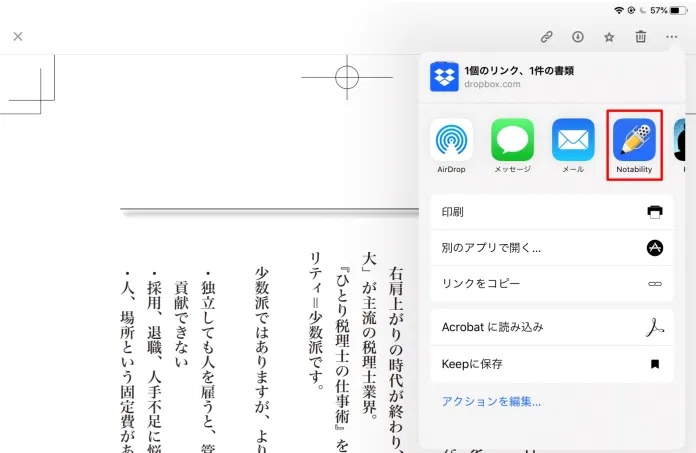 57%
1個のリンク、1件の書類
dropbox.com
AirDrop
メッセージ
メール
Notability
印刷
別のアプリで開く...
リンクをコピー
Acrobat に読み込み
Keepに保存
アクションを編集...
右肩上がりの時代が終わり、
大」が主流の税理士業界。
『ひとり税理士の仕事術』を
リティ＝少数派です。
少数派ではありますが、より
・独立しても人を雇うと、管
貢献できない
・採用、退職、人手不足に悩
・人、場所という固定費があ